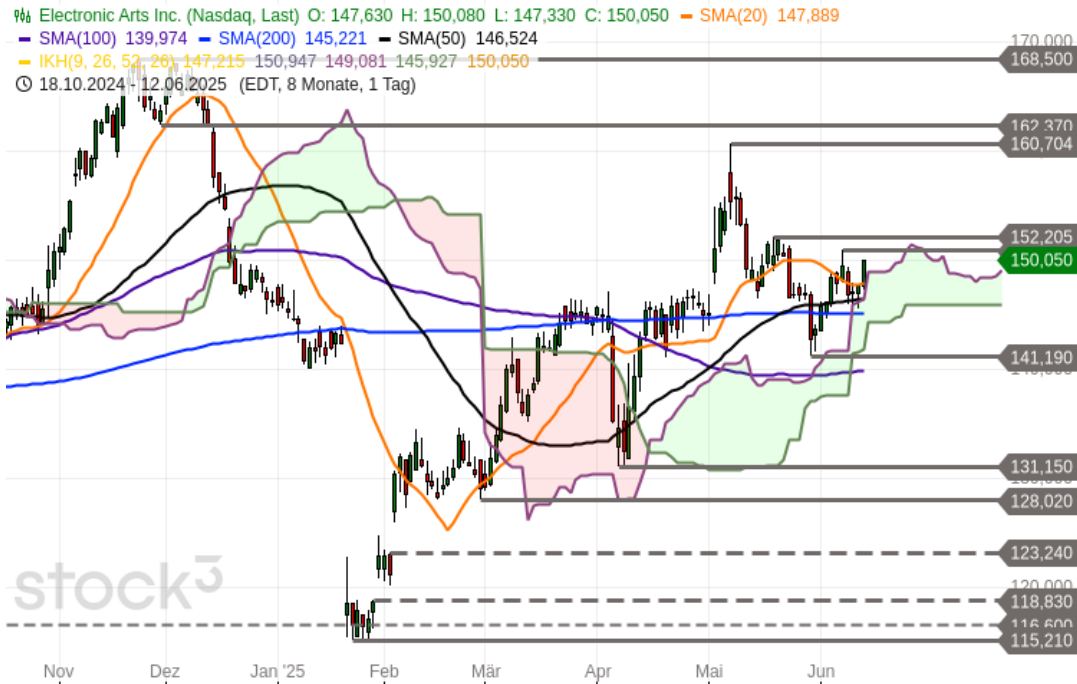 Electronic Arts Inc. (Nasdaq, Last) O: 147,630 H: 150,080 L: 147,330 C: 150,050 SMA(20) 147,889
SMA(100) 139,974 SMA(200) 145,221 SMA(50) 146,524
IKH(9, 26, 52, 26) 147,215 150,947 149,081 145,927 150,050
18.10.2024 - 12.06.2025 (EDT, 8 Monate, 1 Tag)
170,000
168,500
162,370
160,704
152,205
150,050
141,190
131,150
128,020
123,240
120,000
118,830
116,600
115,210
stock3
Nov Dez Jan '25 Feb Mär Apr Mai Jun